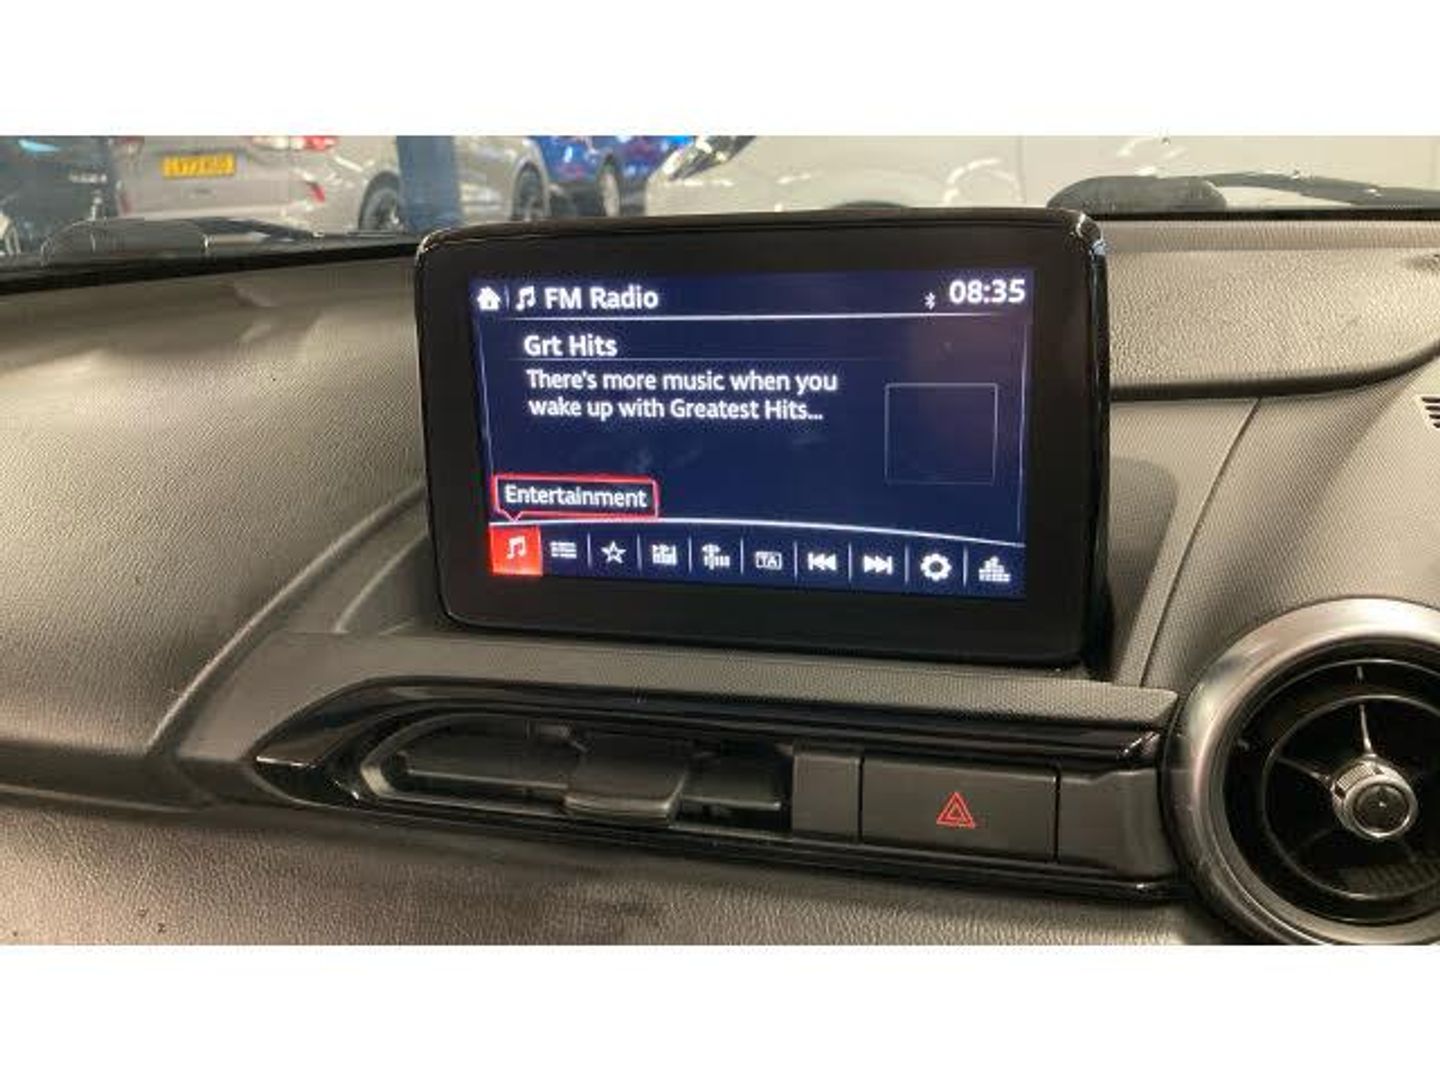 FM Radio
08:35
Grt Hits
There's more music when you
wake up with Greatest Hits...
Entertainment
TA